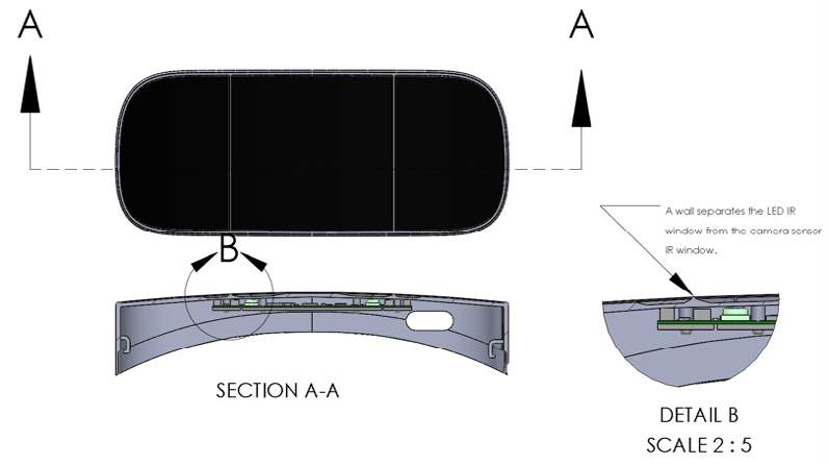 A A
A wall separates the LED IR
window from the camera sensor
IR window.
B
SECTION A-A
DETAIL B
SCALE 2 : 5